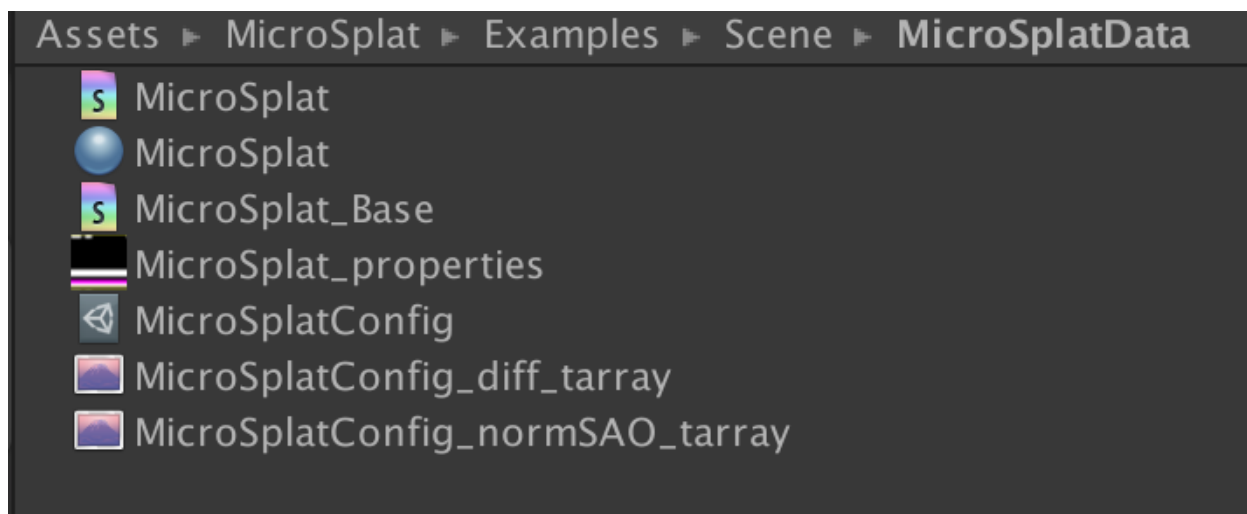 Assets ▸ MicroSplat ▸ Examples ▸ Scene ▸ MicroSplatData
MicroSplat
MicroSplat
MicroSplat_Base
MicroSplat_properties
MicroSplatConfig
MicroSplatConfig_diff_tarray
MicroSplatConfig_normSAO_tarray